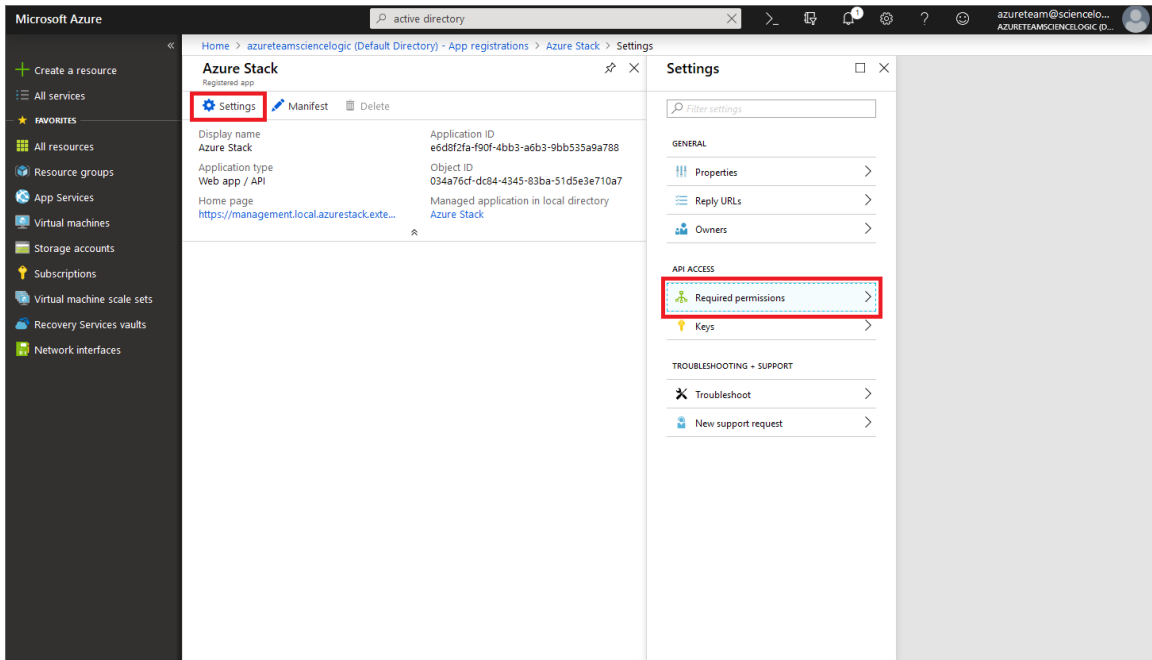 Microsoft Azure
active directory
1
azureteam@sciencelo...
AZURETEAMSCIENCELOGIC (D...
Home > azureteamsciencelogic (Default Directory) - App registrations > Azure Stack > Settings
Create a resource
All services
FAVORITES
All resources
Resource groups
App Services
Virtual machines
Storage accounts
Subscriptions
Virtual machine scale sets
Recovery Services vaults
Network interfaces
Azure Stack
Registered app
Settings Manifest Delete
Display name
Azure Stack
Application type
Web app / API
Home page
https://management.local.azurestack.exte...
Application ID
e6d8f2fa-f90f-4bb3-a6b3-9bb535a9a788
Object ID
034a76cf-dc84-4345-83ba-51d5e3e710a7
Managed application in local directory
Azure Stack
Settings
Filter settings
GENERAL
Properties
Reply URLs
Owners
API ACCESS
Required permissions
Keys
TROUBLESHOOTING + SUPPORT
Troubleshoot
New support request